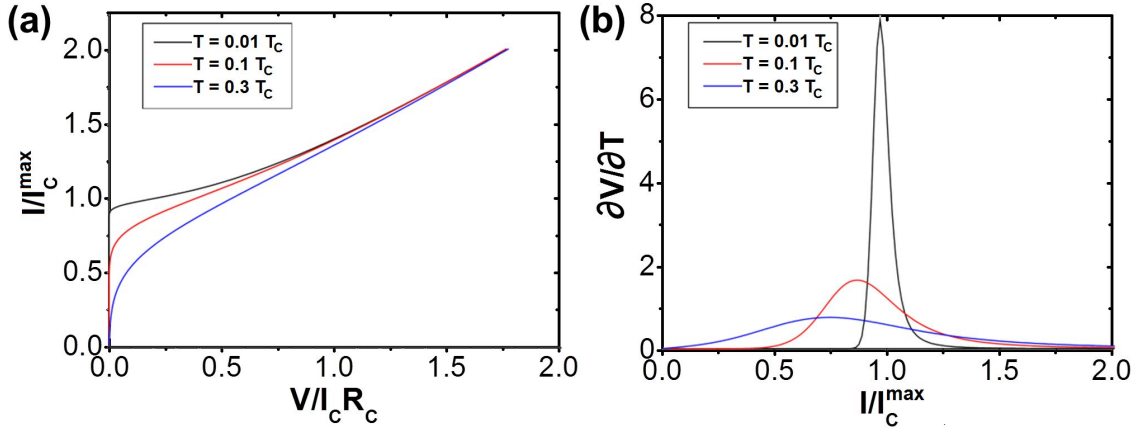 (a)
T = 0.01 T_C
T = 0.1 T_C
T = 0.3 T_C
2.0
1.5
1.0
0.5
0.0
I/I_C^max
0.0 0.5 1.0 1.5 2.0
V/I_C R_C
(b)
T = 0.01 T_C
T = 0.1 T_C
T = 0.3 T_C
8
6
4
2
0
∂V/∂T
0.0 0.5 1.0 1.5 2.0
I/I_C^max